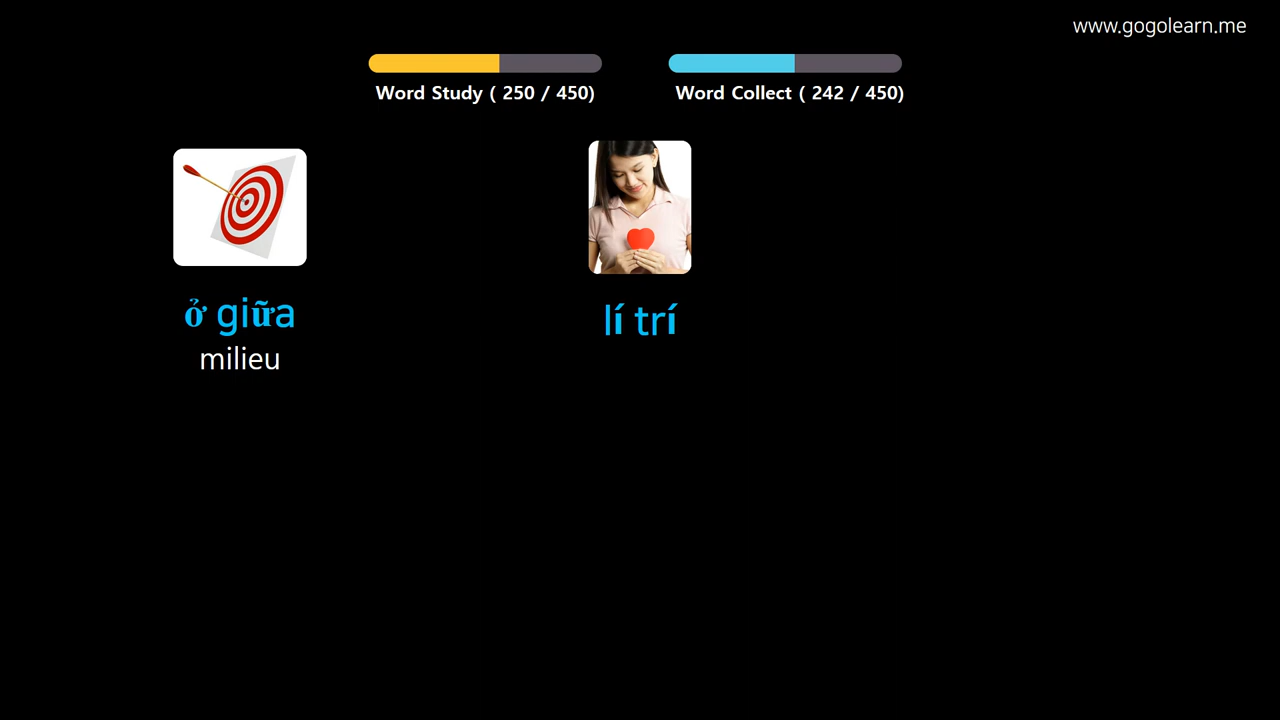 www.gogolearn.me
Word Study ( 250 / 450)
Word Collect ( 242 / 450)
ở giữa
milieu
lí trí